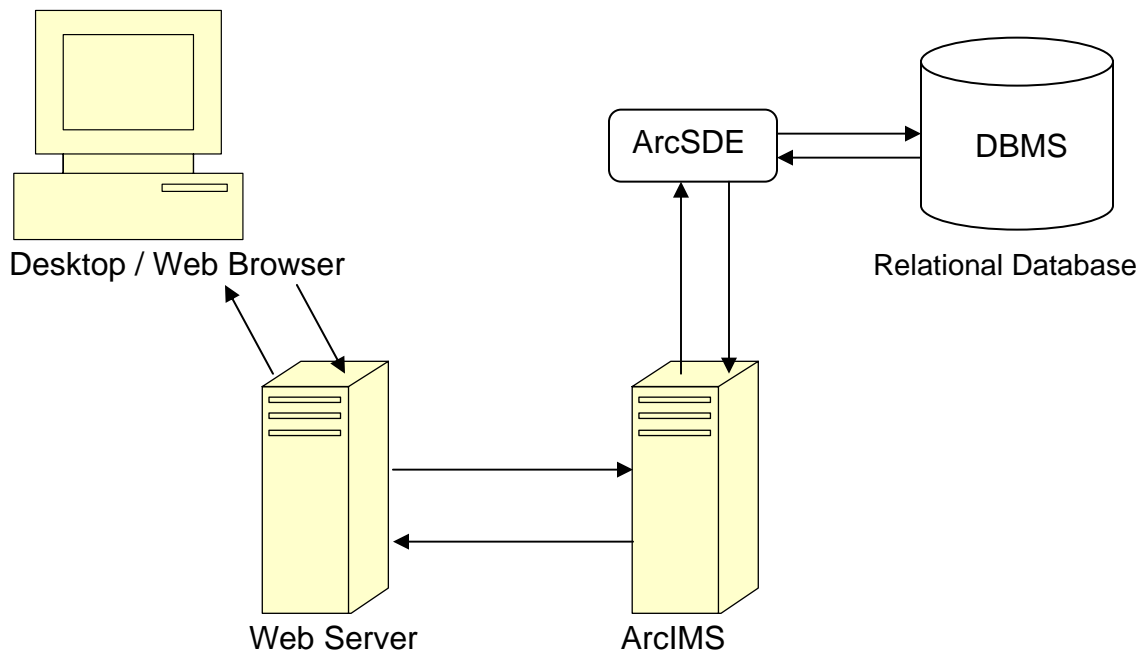 ArcSDE
DBMS
Desktop / Web Browser
Relational Database
Web Server
ArcIMS